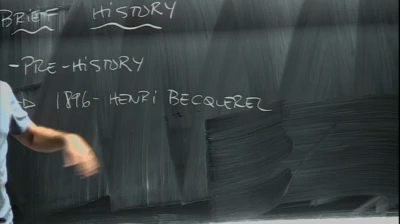 BRIEF HISTORY
- PRE-HISTORY
→ 1896 - HENRI BECQUEREL